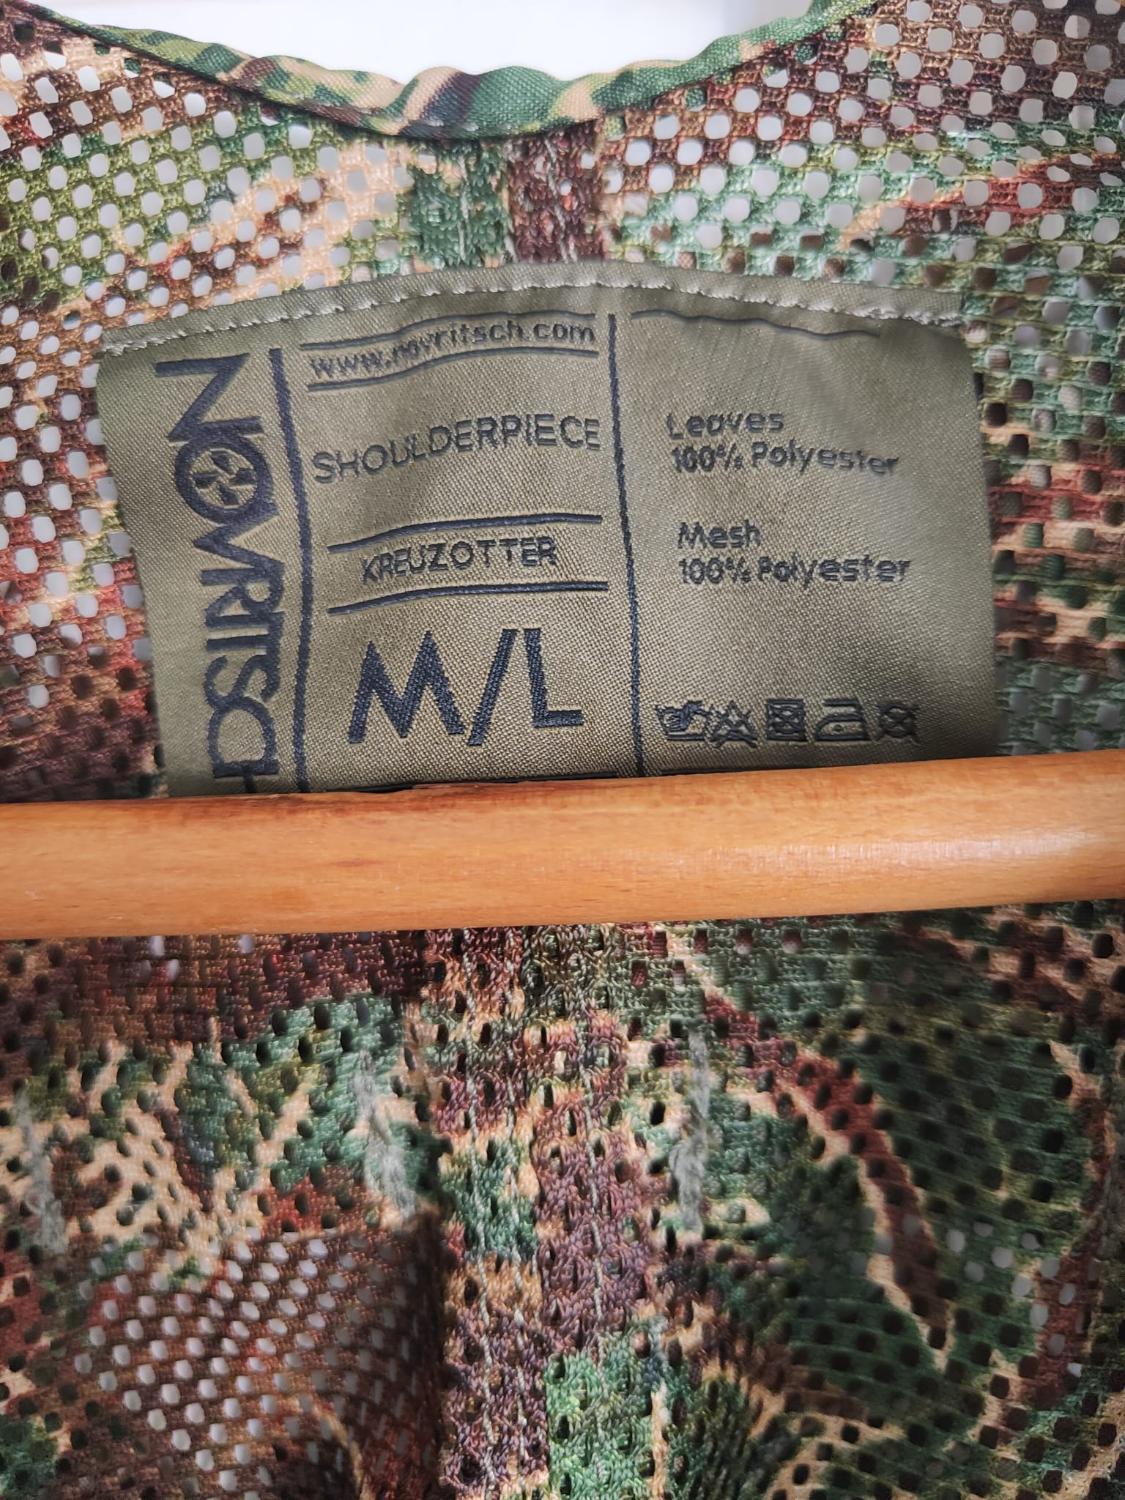 NOVRITSCH
www.novritsch.com
SHOULDERPIECE
KREUZOTTER
M/L
Leaves
100% Polyester
Mesh
100% Polyester